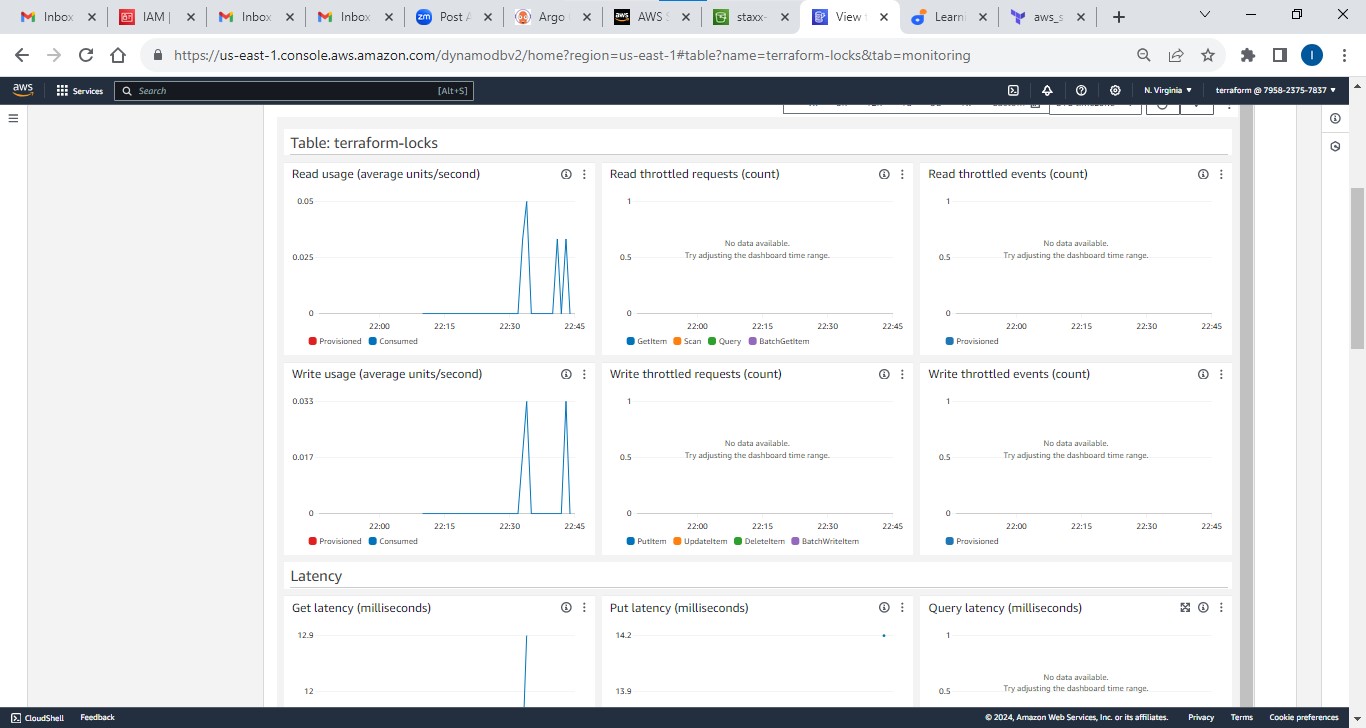 Inbox
IAM |
Inbox
Inbox
zm Post A
Argo
aws AWS S
staxx-
View t
Learni
aws_s
https://us-east-1.console.aws.amazon.com/dynamodbv2/home?region=us-east-1#table?name=terraform-locks&tab=monitoring
I
aws Services Search [Alt+S] N. Virginia terraform @ 7958-2375-7837
Table: terraform-locks
Read usage (average units/second)
0.05
0.025
0
22:00 22:15 22:30 22:45
Provisioned Consumed
Read throttled requests (count)
1
No data available.
0.5 Try adjusting the dashboard time range.
0
22:00 22:15 22:30 22:45
GetItem Scan Query BatchGetItem
Read throttled events (count)
1
No data available.
0.5 Try adjusting the dashboard time range.
0
22:00 22:15 22:30 22:45
Provisioned
Write usage (average units/second)
0.033
0.017
0
22:00 22:15 22:30 22:45
Provisioned Consumed
Write throttled requests (count)
1
No data available.
0.5 Try adjusting the dashboard time range.
0
22:00 22:15 22:30 22:45
PutItem UpdateItem DeleteItem BatchWriteItem
Write throttled events (count)
1
No data available.
0.5 Try adjusting the dashboard time range.
0
22:00 22:15 22:30 22:45
Provisioned
Latency
Get latency (milliseconds)
12.9
12
Put latency (milliseconds)
14.2
13.9
Query latency (milliseconds)
1
No data available.
0.5 Try adjusting the dashboard time range.
CloudShell Feedback © 2024, Amazon Web Services, Inc. or its affiliates. Privacy Terms Cookie preferences